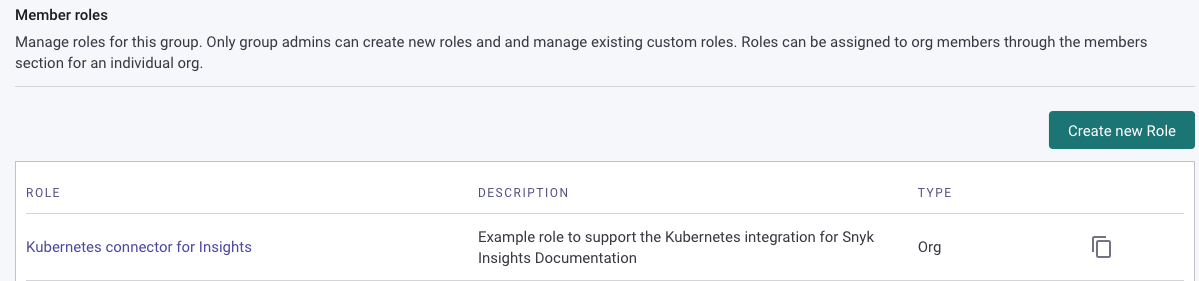 Member roles
Manage roles for this group. Only group admins can create new roles and and manage existing custom roles. Roles can be assigned to org members through the members
section for an individual org.
Create new Role
ROLE DESCRIPTION TYPE
Kubernetes connector for Insights
Example role to support the Kubernetes integration for Snyk
Insights Documentation
Org